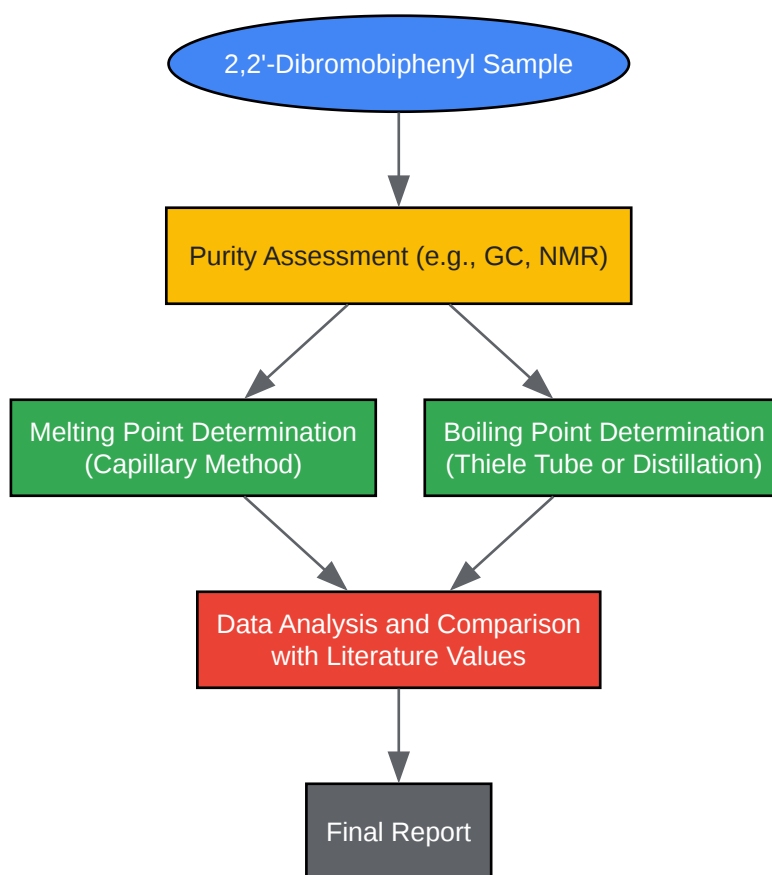 2,2'-Dibromobiphenyl Sample
Purity Assessment (e.g., GC, NMR)
Melting Point Determination
(Capillary Method)
Boiling Point Determination
(Thiele Tube or Distillation)
Data Analysis and Comparison
with Literature Values
Final Report